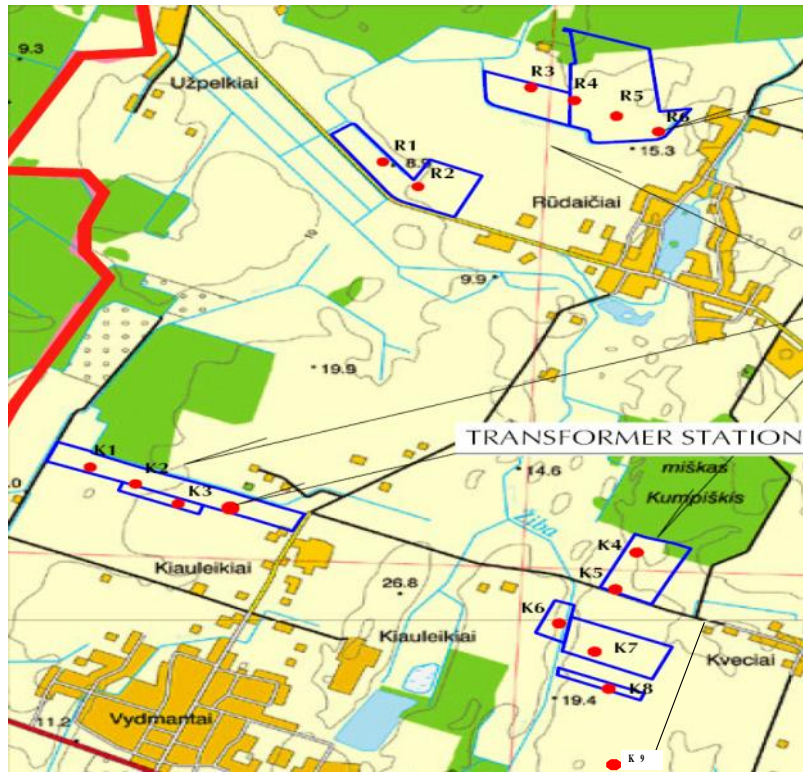 9.3
Užpelkiai
R3
R4
R5
R6
R1
8.9
R2
15.3
Rūdaičiai
10
9.9
19.9
TRANSFORMER STATION
K1
K2
K3
.0
14.6
miškas
Kumpiškis
Žiba
K4
Kiauleikiai
26.8
K5
K6
Kiauleikiai
K7
Kveciai
K8
19.4
Vydmantai
11.2
K 9